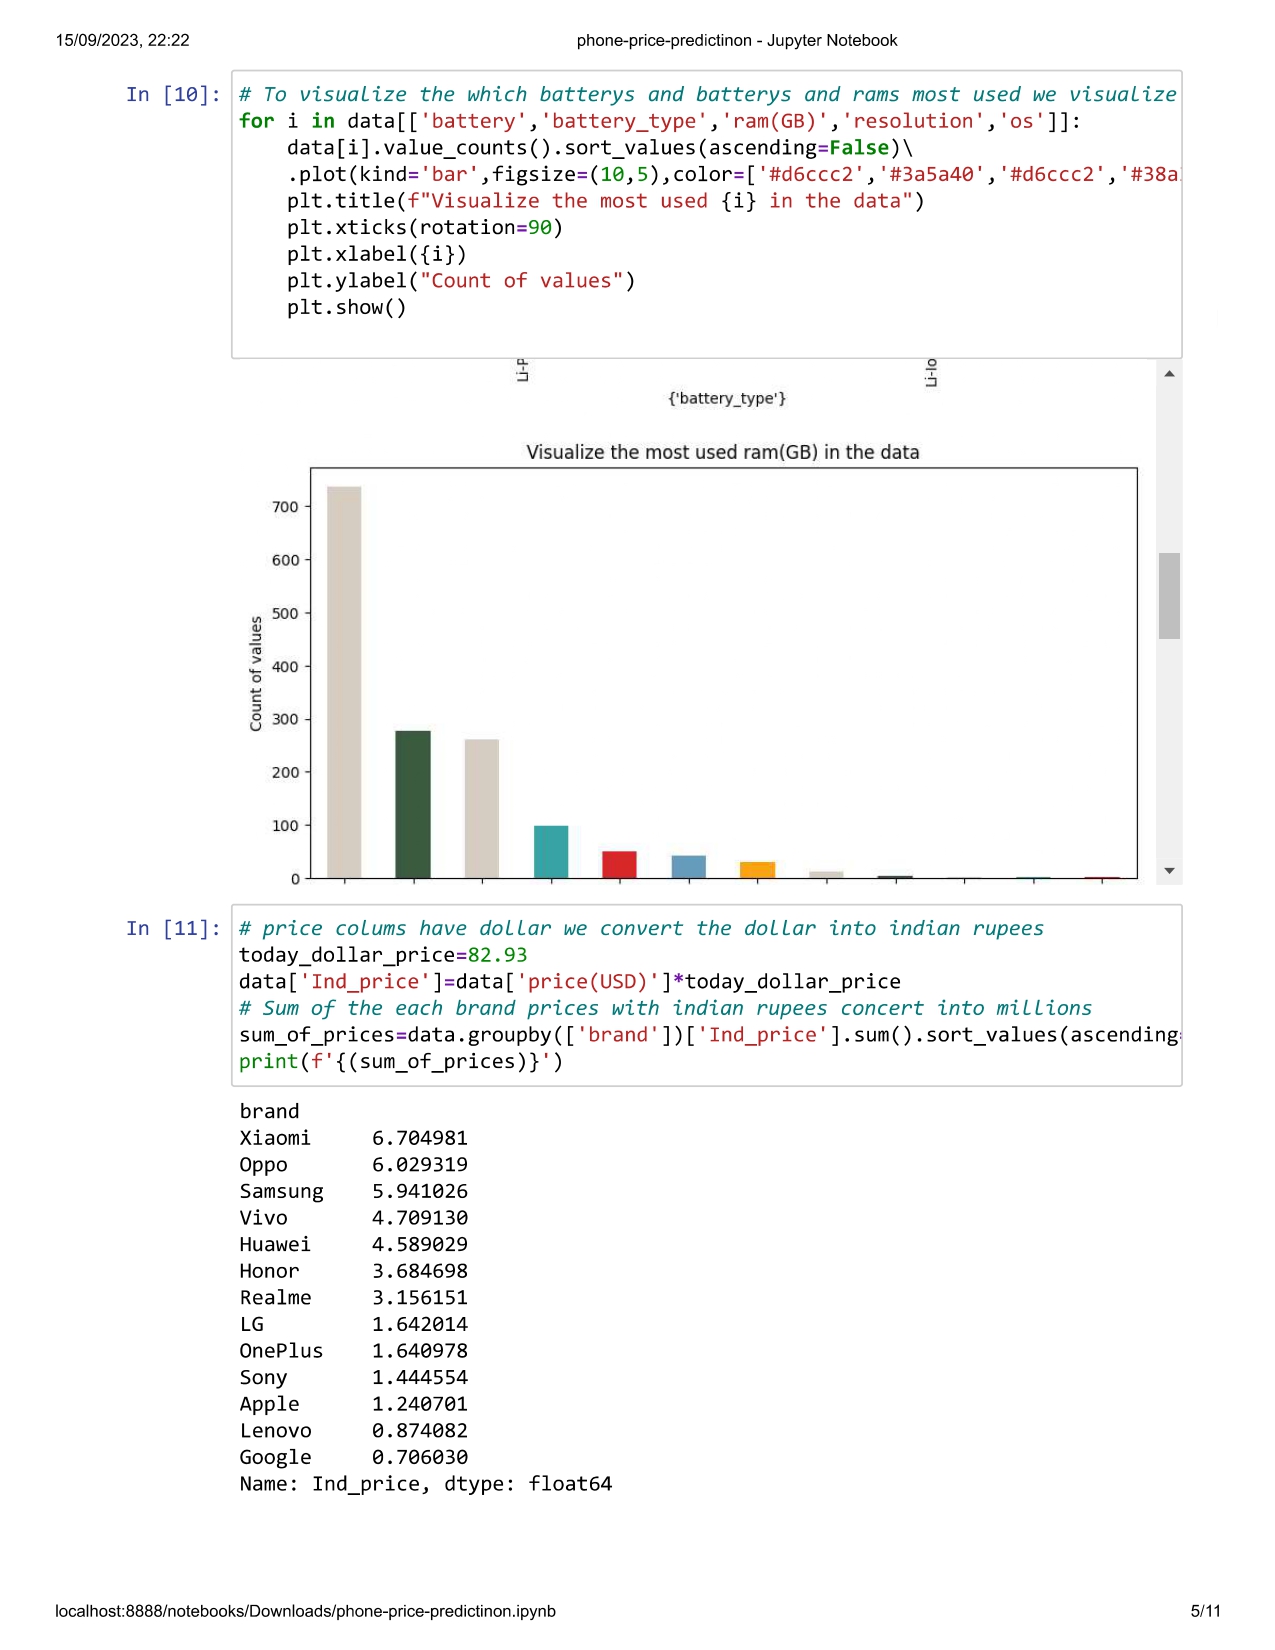 15/09/2023, 22:22
phone-price-predictinon - Jupyter Notebook
In [10]:
# To visualize the which batterys and batterys and rams most used we visualize
for i in data[['battery','battery_type','ram(GB)','resolution','os']]:
    data[i].value_counts().sort_values(ascending=False)\
    .plot(kind='bar',figsize=(10,5),color=['#d6ccc2','#3a5a40','#d6ccc2','#38a
    plt.title(f"Visualize the most used {i} in the data")
    plt.xticks(rotation=90)
    plt.xlabel({i})
    plt.ylabel("Count of values")
    plt.show()
Li-p
Li-Io
{'battery_type'}
Visualize the most used ram(GB) in the data
Count of values
700
600
500
400
300
200
100
0
In [11]:
# price colums have dollar we convert the dollar into indian rupees
today_dollar_price=82.93
data['Ind_price']=data['price(USD)']*today_dollar_price
# Sum of the each brand prices with indian rupees concert into millions
sum_of_prices=data.groupby(['brand'])['Ind_price'].sum().sort_values(ascending=
print(f'{(sum_of_prices)}')
brand
Xiaomi     6.704981
Oppo       6.029319
Samsung    5.941026
Vivo       4.709130
Huawei     4.589029
Honor      3.684698
Realme     3.156151
LG         1.642014
OnePlus    1.640978
Sony       1.444554
Apple      1.240701
Lenovo     0.874082
Google     0.706030
Name: Ind_price, dtype: float64
localhost:8888/notebooks/Downloads/phone-price-predictinon.ipynb
5/11